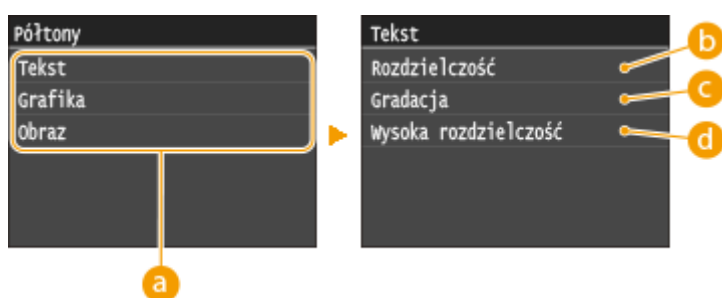 Półtony
Tekst
Grafika
Obraz
a
Tekst
Rozdzielczość
Gradacja
Wysoka rozdzielczość
b
c
d